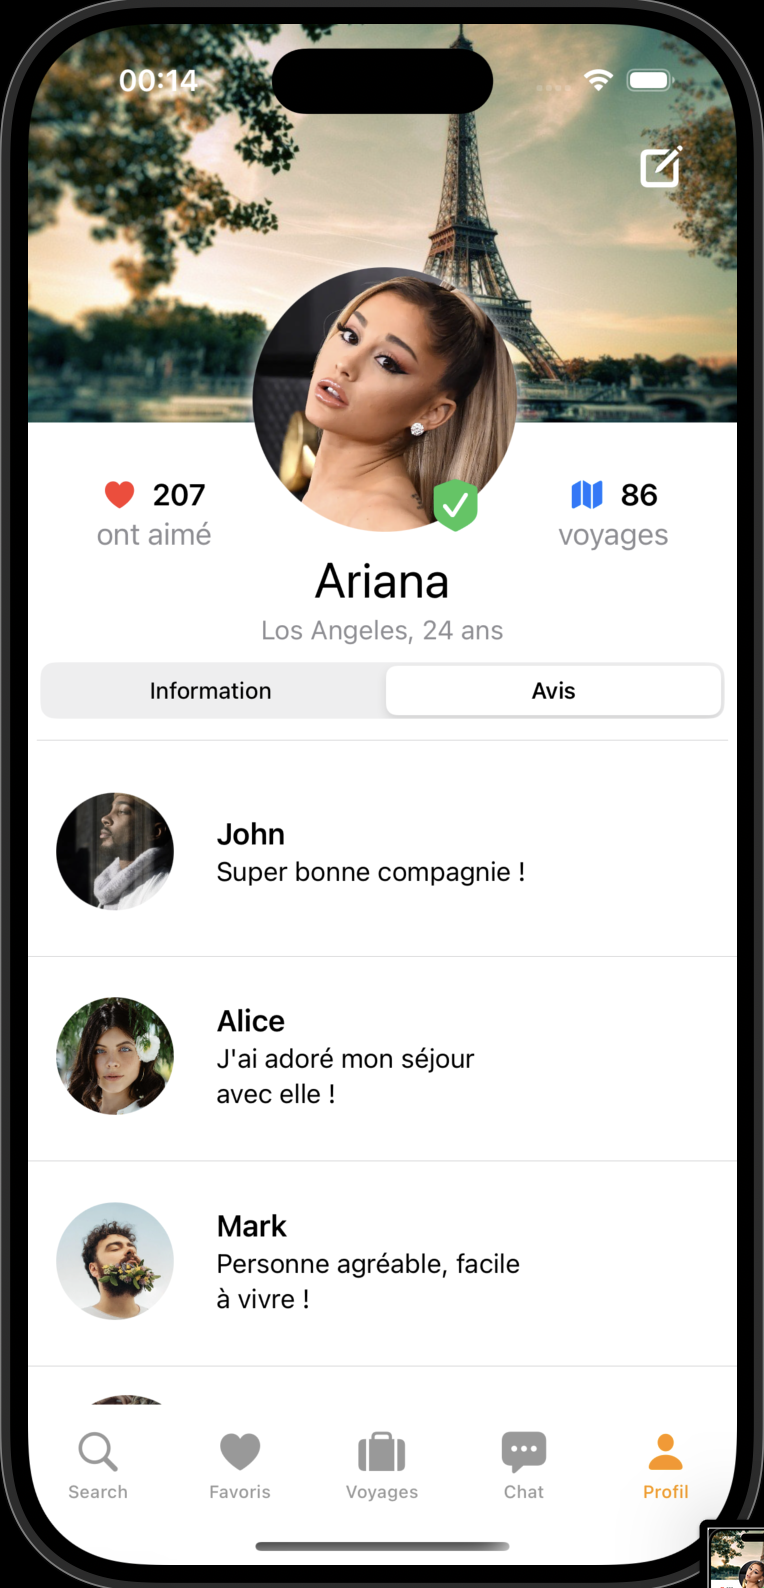 00:14
207
ont aimé
86
voyages
Ariana
Los Angeles, 24 ans
Information
Avis
John
Super bonne compagnie !
Alice
J'ai adoré mon séjour
avec elle !
Mark
Personne agréable, facile
à vivre !
Search
Favoris
Voyages
Chat
Profil